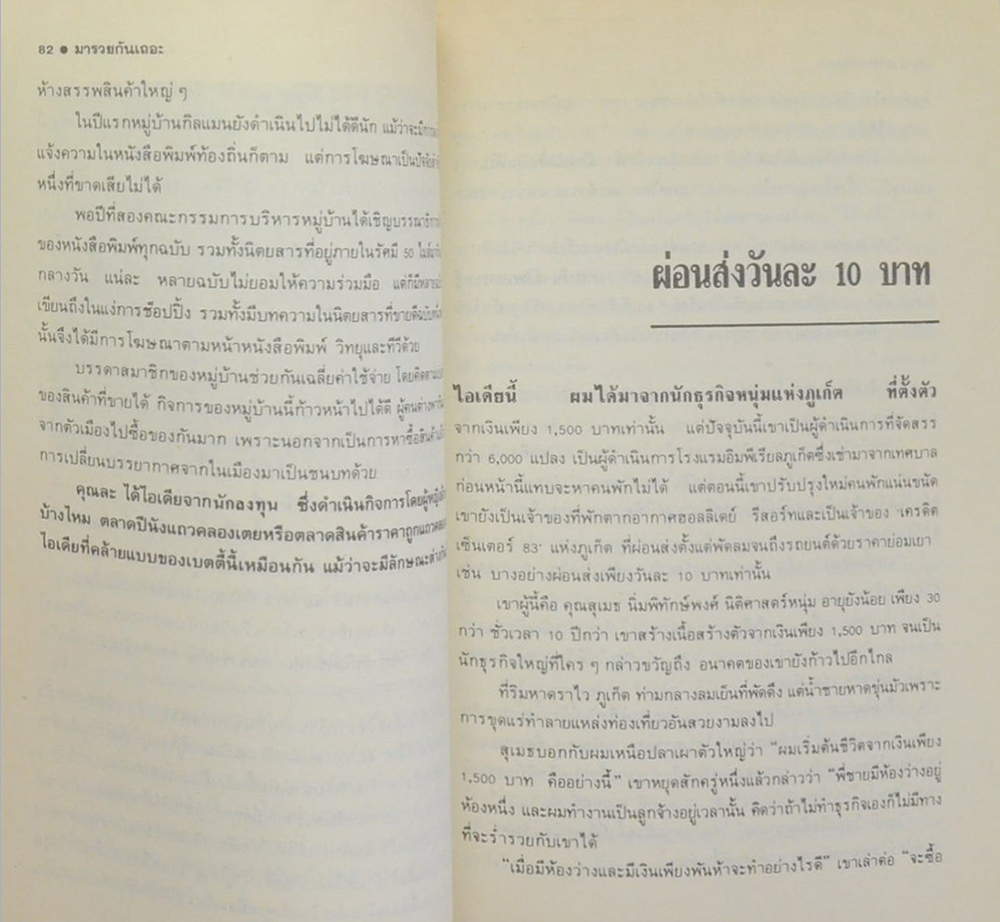 82 ● มารวยกันเถอะ
ห้างสรรพสินค้าใหญ่ ๆ
ในปีแรกหมู่บ้านกิลแมนยังดำเนินไปไม่ได้ดีนัก แม้ว่าจะมีการ
แจ้งความในหนังสือพิมพ์ท้องถิ่นก็ตาม แต่การโฆษณาเป็นปัจจัย
หนึ่งที่ขาดเสียไม่ได้
พอปีที่สองคณะกรรมการบริหารหมู่บ้านได้เชิญบรรณาธิการ
ของหนังสือพิมพ์ทุกฉบับ รวมทั้งนิตยสารที่อยู่ภายในรัศมี 50 ไมล์
กลางวัน แน่ละ หลายฉบับไม่ยอมให้ความร่วมมือ แต่ก็มีหลาย
เขียนถึงในแง่การช้อปปิ้ง รวมทั้งมีบทความในนิตยสารที่ขายดีฉบับ
นั้นจึงได้มีการโฆษณาตามหน้าหนังสือพิมพ์ วิทยุและทีวีด้วย
บรรดาสมาชิกของหมู่บ้านช่วยกันเฉลี่ยค่าใช้จ่าย โดยคิดตาม
ของสินค้าที่ขายได้ กิจการของหมู่บ้านนี้ก้าวหน้าไปได้ดี ผู้คนต่าง
จากตัวเมืองไปซื้อของกันมาก เพราะนอกจากเป็นการหาซื้อสินค้าแล้ว
การเปลี่ยนบรรยากาศจากในเมืองมาเป็นชนบทด้วย
คุณละ ได้ไอเดียจากนักลงทุน ซึ่งดำเนินกิจการโดยผู้หญิง
บ้างไหม ตลาดปีนังแถวคลองเตยหรือตลาดสินค้าราคาถูกแถวคลอง
ไอเดียที่คล้ายแบบของเบตตี้นี้เหมือนกัน แม้ว่าจะมีลักษณะต่าง
ผ่อนส่งวันละ 10 บาท
ไอเดียนี้ ผมได้มาจากนักธุรกิจหนุ่มแห่งภูเก็ต ที่ตั้งตัว
จากเงินเพียง 1,500 บาทเท่านั้น แต่ปัจจุบันนี้เขาเป็นผู้ดำเนินการที่จัดสรร
กว่า 6,000 แปลง เป็นผู้ดำเนินการโรงแรมอิมพีเรียลภูเก็ตซึ่งเช่ามาจากเทศบาล
ก่อนหน้านี้แทบจะหาคนพักไม่ได้ แต่ตอนนี้เขาปรับปรุงใหม่คนพักแน่นขนัด
เขายังเป็นเจ้าของที่พักตากอากาศฮอลลิเดย์ รีสอร์ทและเป็นเจ้าของ 'เครดิต
เซ็นเตอร์ 83' แห่งภูเก็ต ที่ผ่อนส่งตั้งแต่พัดลมจนถึงรถยนต์ด้วยราคาย่อมเยา
เช่น บางอย่างผ่อนส่งเพียงวันละ 10 บาทเท่านั้น
เขาผู้นี้คือ คุณสุเมธ นิ่มพิทักษ์พงศ์ นิติศาสตร์หนุ่ม อายุยังน้อย เพียง 30
กว่า ชั่วเวลา 10 ปีกว่า เขาสร้างเนื้อสร้างตัวจากเงินเพียง 1,500 บาท จนเป็น
นักธุรกิจใหญ่ที่ใคร ๆ กล่าวขวัญถึง อนาคตของเขายังก้าวไปอีกไกล
ที่ริมหาดราไว ภูเก็ต ท่ามกลางลมเย็นที่พัดตึง แต่น้ำชายหาดขุ่นมัวเพราะ
การขุดแร่ทำลายแหล่งท่องเที่ยวอันสวยงามลงไป
สุเมธบอกกับผมเหนือปลาเผาตัวใหญ่ว่า "ผมเริ่มต้นชีวิตจากเงินเพียง
1,500 บาท คืออย่างนี้" เขาหยุดสักครู่หนึ่งแล้วกล่าวว่า "พี่ชายมีห้องว่างอยู่
ห้องหนึ่ง และผมทำงานเป็นลูกจ้างอยู่เวลานั้น คิดว่าถ้าไม่ทำธุรกิจเองก็ไม่มีทาง
ที่จะร่ำรวยกับเขาได้
"เมื่อมีห้องว่างและมีเงินเพียงพันห้าจะทำอย่างไรดี" เขาเล่าต่อ "จะซื้อ